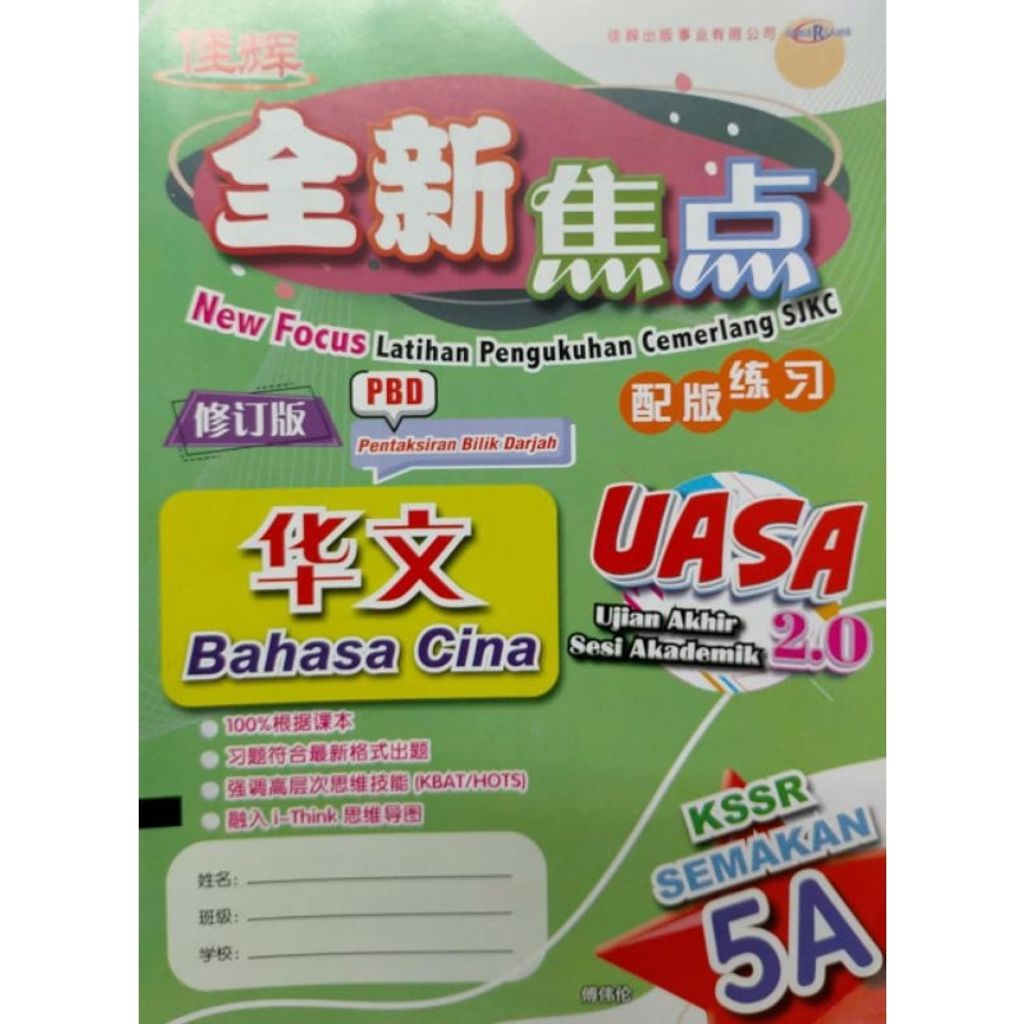 佳辉
佳辉出版事业有限公司
全新焦点
New Focus Latihan Pengukuhan Cemerlang SJKC
配版练习
修订版
PBD
Pentaksiran Bilik Darjah
华文
Bahasa Cina
UASA
Ujian Akhir
Sesi Akademik 2.0
100%根据课本
习题符合最新格式出题
强调高层次思维技能 (KBAT/HOTS)
融入 i-Think 思维导图
姓名:
班级:
学校:
KSSR
SEMAKAN
5A
傅伟伦